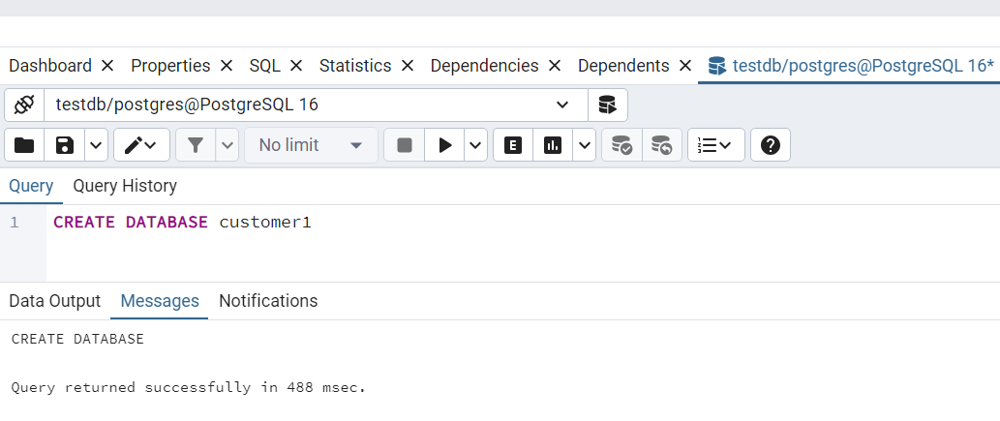 Dashboard Properties SQL Statistics Dependencies Dependents testdb/postgres@PostgreSQL 16*
testdb/postgres@PostgreSQL 16
No limit E
Query Query History
1 CREATE DATABASE customer1
Data Output Messages Notifications
CREATE DATABASE
Query returned successfully in 488 msec.